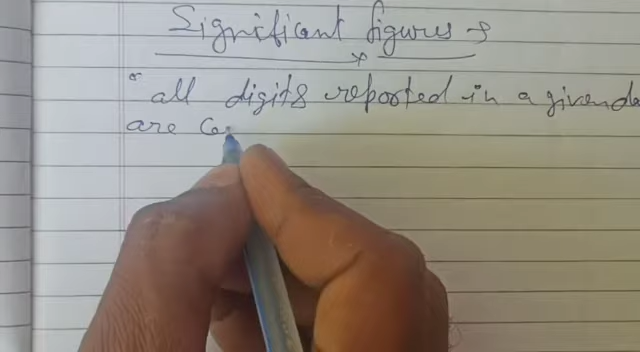 Significant figures
all digits reported in a given
are